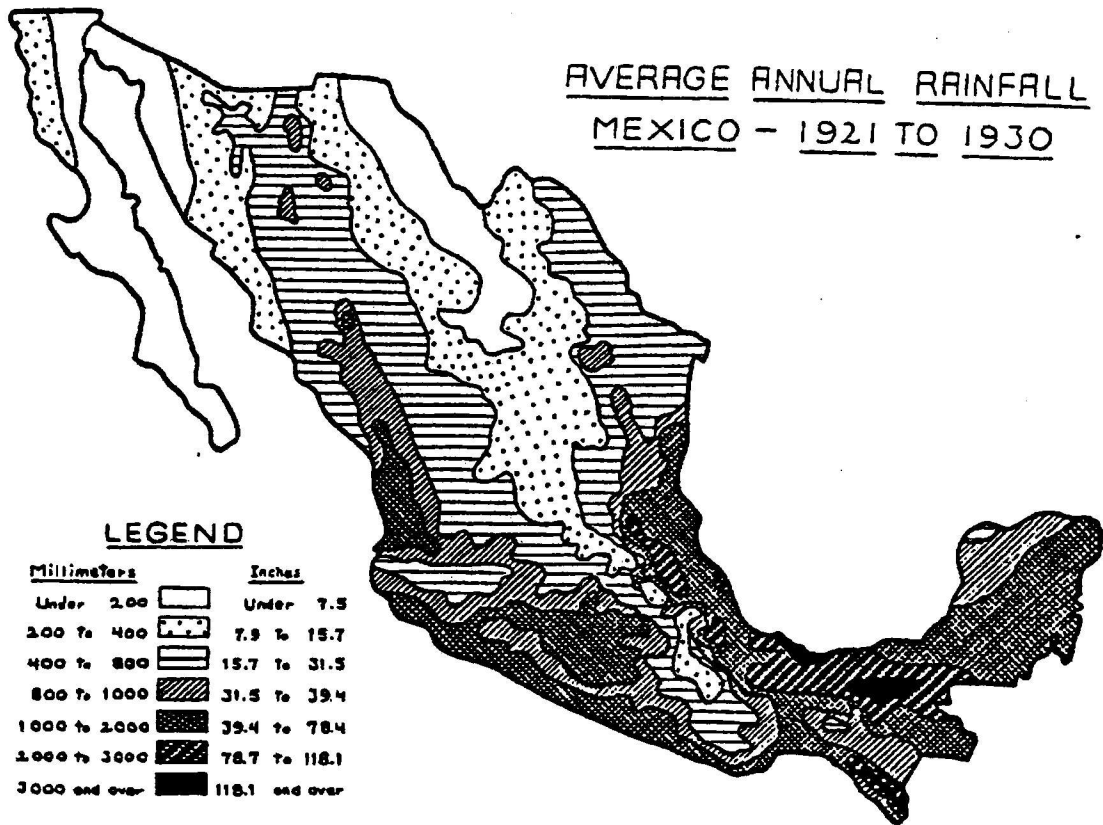 AVERAGE ANNUAL RAINFALL
MEXICO - 1921 TO 1930
LEGEND
Millimeters Inches
Under 200 Under 7.5
200 To 400 7.9 To 15.7
400 to 800 15.7 to 31.5
800 to 1000 31.5 to 39.4
1000 to 2000 39.4 to 78.4
2000 to 3000 78.7 to 118.1
3000 and over 118.1 and over